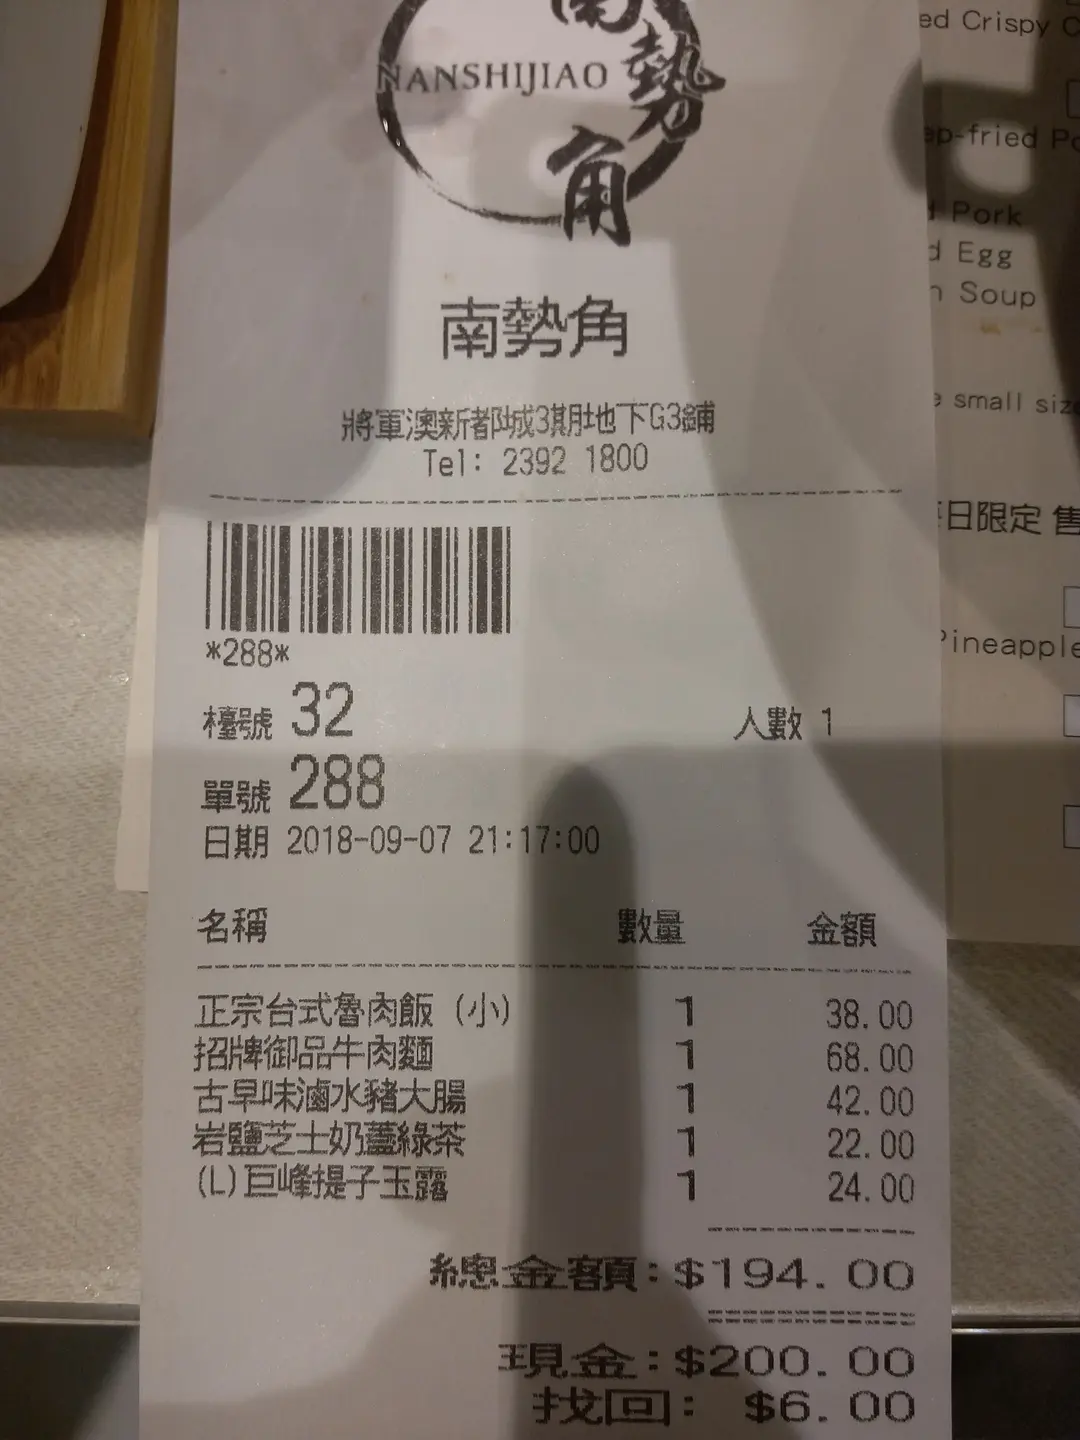 南勢角
NANSHIJIAO
南勢角
將軍澳新都城3期地下G3鋪
Tel: 2392 1800
*288*
檯號 32
人數 1
單號 288
日期 2018-09-07 21:17:00
名稱 數量 金額
正宗台式魯肉飯 (小) 1 38.00
招牌御品牛肉麵 1 68.00
古早味滷水豬大腸 1 42.00
岩鹽芝士奶蓋綠茶 1 22.00
(L)巨峰提子玉露 1 24.00
總金額:$194.00
現金:$200.00
找回: $6.00
Crispy
Pork
Egg
Soup
small
日限定
Pineapple